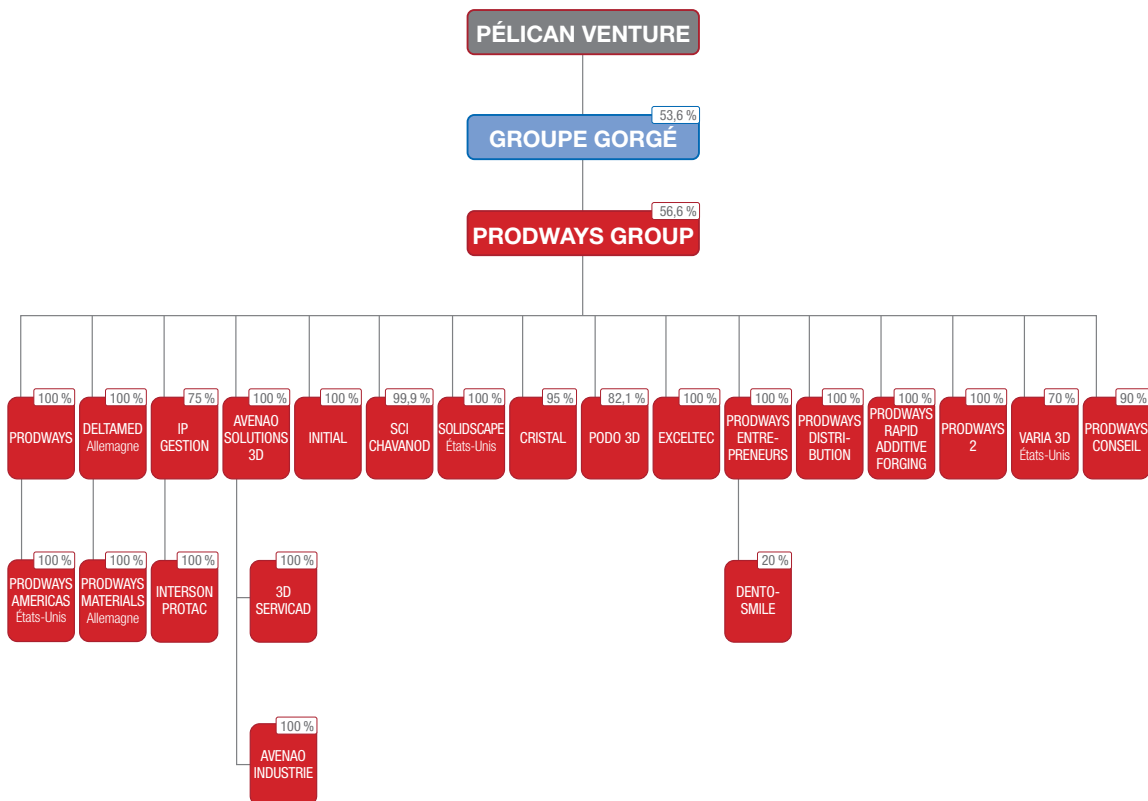 PÉLICAN VENTURE
53,6 %
GROUPE GORGÉ
56,6 %
PRODWAYS GROUP
100 %
PRODWAYS
100 %
DELTAMED
Allemagne
75 %
IP
GESTION
100 %
AVENAO
SOLUTIONS
3D
100 %
INITIAL
99,9 %
SCI
CHAVANOD
100 %
SOLIDSCAPE
États-Unis
95 %
CRISTAL
82,1 %
PODO 3D
100 %
EXCELTEC
100 %
PRODWAYS
ENTRE-
PRENEURS
100 %
PRODWAYS
DISTRI-
BUTION
100 %
PRODWAYS
RAPID
ADDITIVE
FORGING
100 %
PRODWAYS
2
70 %
VARIA 3D
États-Unis
90 %
PRODWAYS
CONSEIL
100 %
PRODWAYS
AMERICAS
États-Unis
100 %
PRODWAYS
MATERIALS
Allemagne
100 %
INTERSON
PROTAC
100 %
3D
SERVICAD
20 %
DENTO-
SMILE
100 %
AVENAO
INDUSTRIE